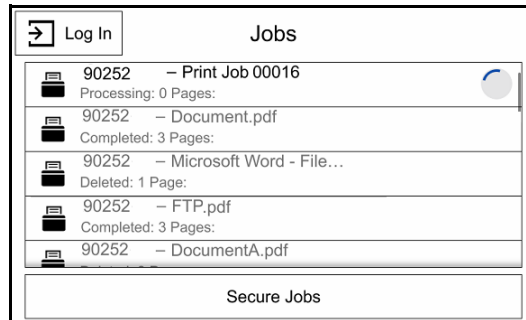 Log In
Jobs
90252 – Print Job 00016
Processing: 0 Pages:
90252 – Document.pdf
Completed: 3 Pages:
90252 – Microsoft Word - File…
Deleted: 1 Page:
90252 – FTP.pdf
Completed: 3 Pages:
90252 – DocumentA.pdf
Secure Jobs